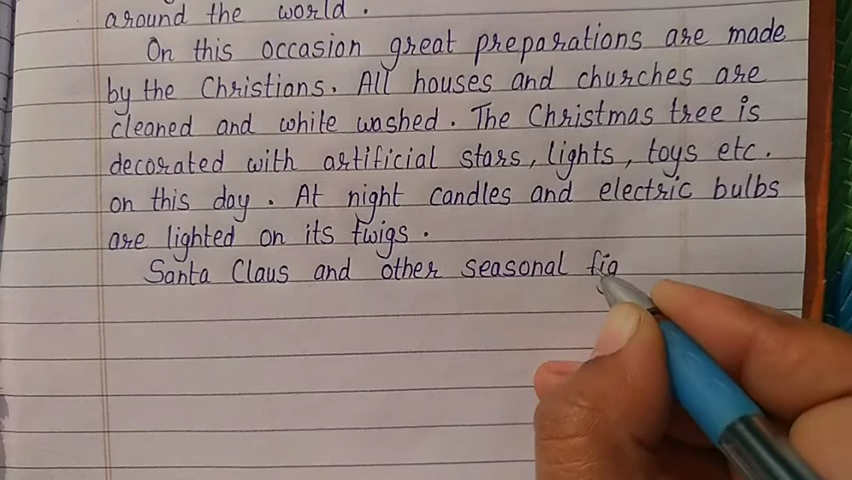 around the world.
On this occasion great preparations are made
by the Christians. All houses and churches are
cleaned and white washed. The Christmas tree is
decorated with artificial stars, lights, toys etc.
on this day. At night candles and electric bulbs
are lighted on its twigs.
Santa Claus and other seasonal fig